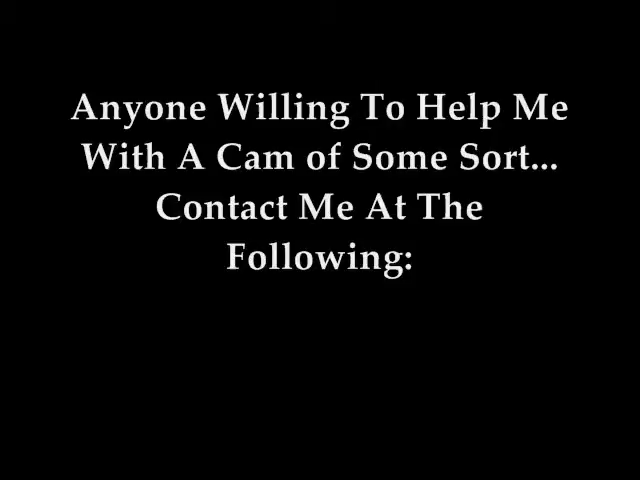 Anyone Willing To Help Me
With A Cam of Some Sort...
Contact Me At The
Following: